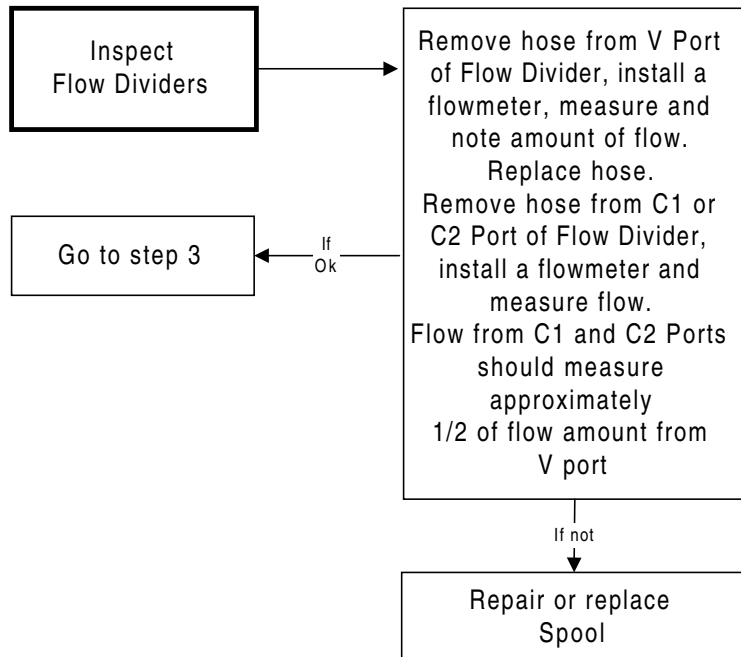 Inspect
Flow Dividers
Remove hose from V Port
of Flow Divider, install a
flowmeter, measure and
note amount of flow.
Replace hose.
Remove hose from C1 or
C2 Port of Flow Divider,
install a flowmeter and
measure flow.
Flow from C1 and C2 Ports
should measure
approximately
1/2 of flow amount from
V port
If
Ok
Go to step 3
If not
Repair or replace
Spool